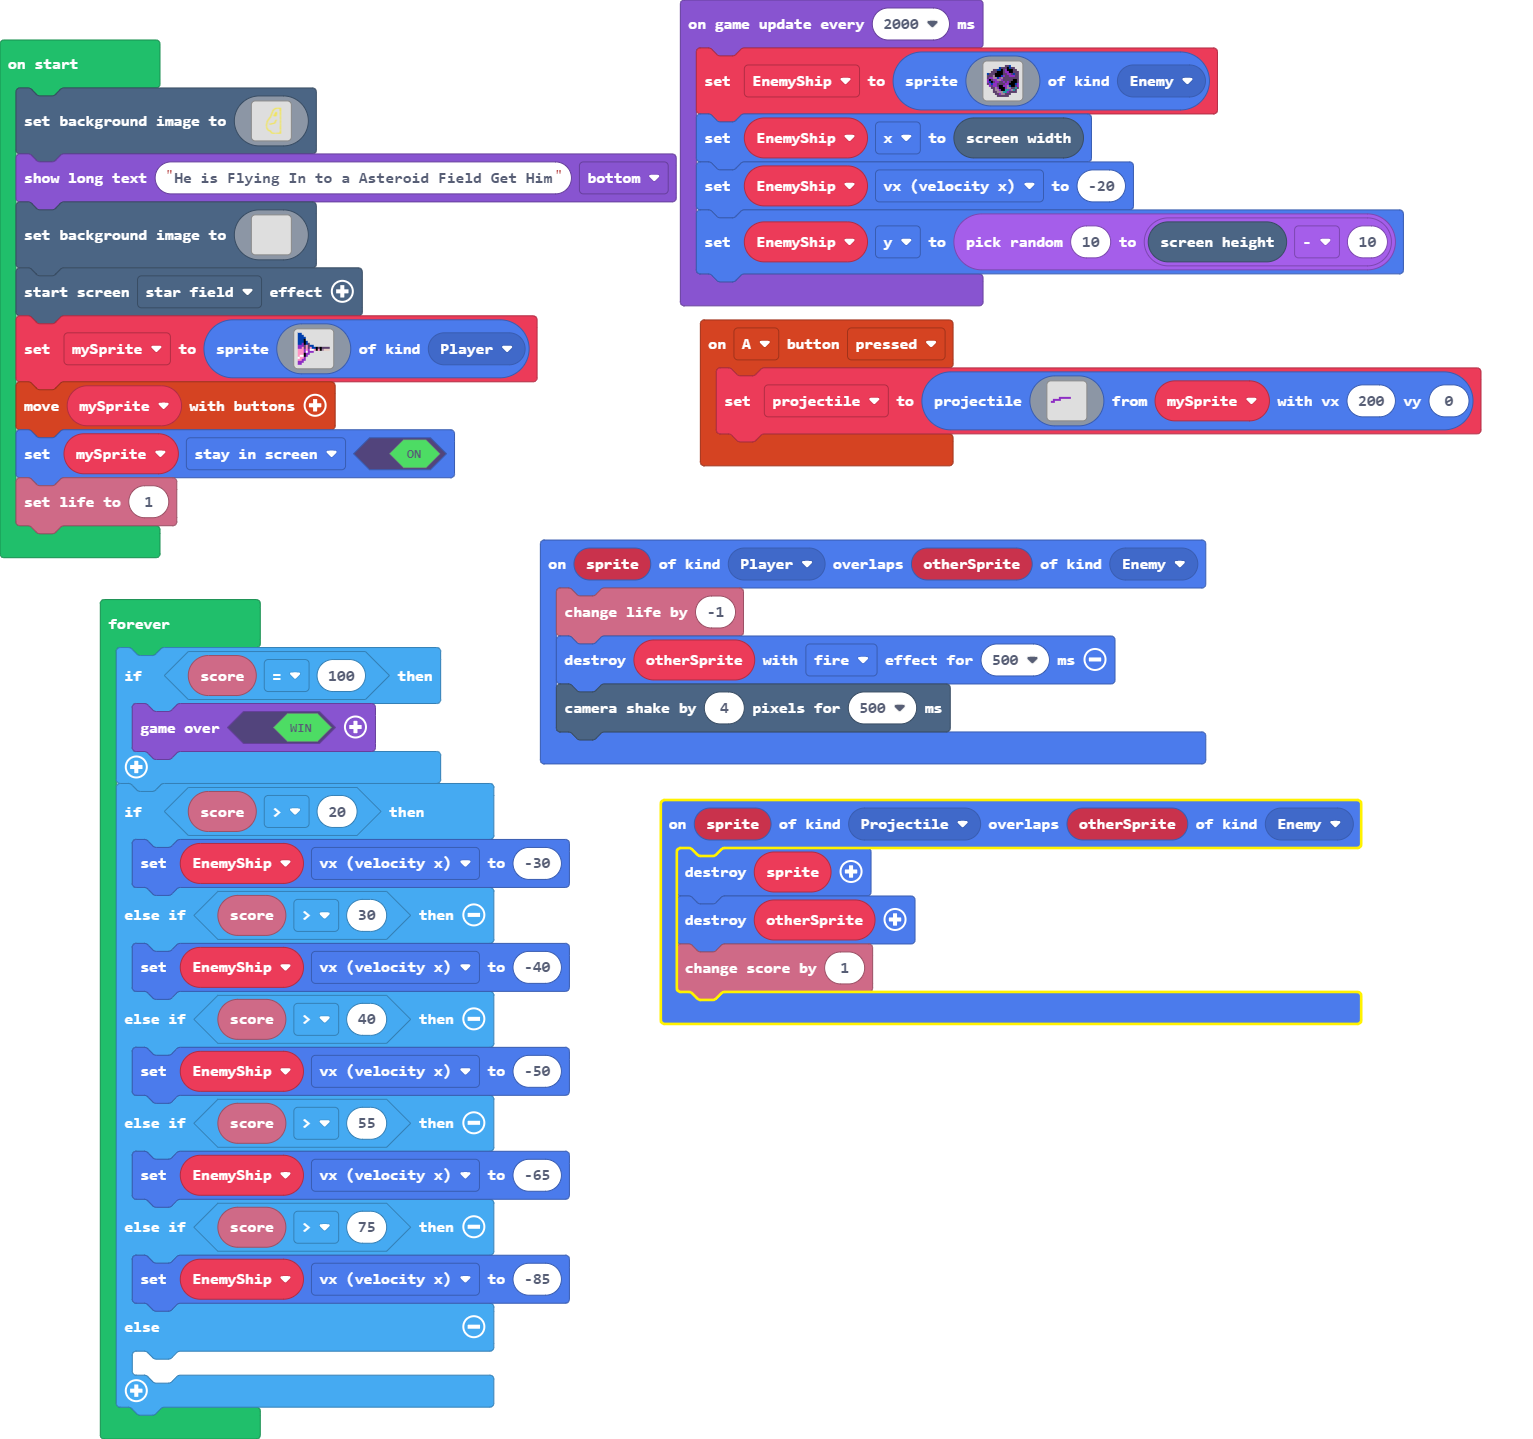 on start
set background image to
show long text "He is Flying In to a Asteroid Field Get Him" bottom
set background image to
start screen star field effect
set mySprite to sprite of kind Player
move mySprite with buttons
set mySprite stay in screen ON
set life to 1
on game update every 2000 ms
set EnemyShip to sprite of kind Enemy
set EnemyShip x to screen width
set EnemyShip vx (velocity x) to -20
set EnemyShip y to pick random 10 to screen height - 10
on A button pressed
set projectile to projectile from mySprite with vx 200 vy 0
on sprite of kind Player overlaps otherSprite of kind Enemy
change life by -1
destroy otherSprite with fire effect for 500 ms
camera shake by 4 pixels for 500 ms
forever
if score = 100 then
game over WIN
if score > 20 then
set EnemyShip vx (velocity x) to -30
else if score > 30 then
set EnemyShip vx (velocity x) to -40
else if score > 40 then
set EnemyShip vx (velocity x) to -50
else if score > 55 then
set EnemyShip vx (velocity x) to -65
else if score > 75 then
set EnemyShip vx (velocity x) to -85
else
on sprite of kind Projectile overlaps otherSprite of kind Enemy
destroy sprite
destroy otherSprite
change score by 1